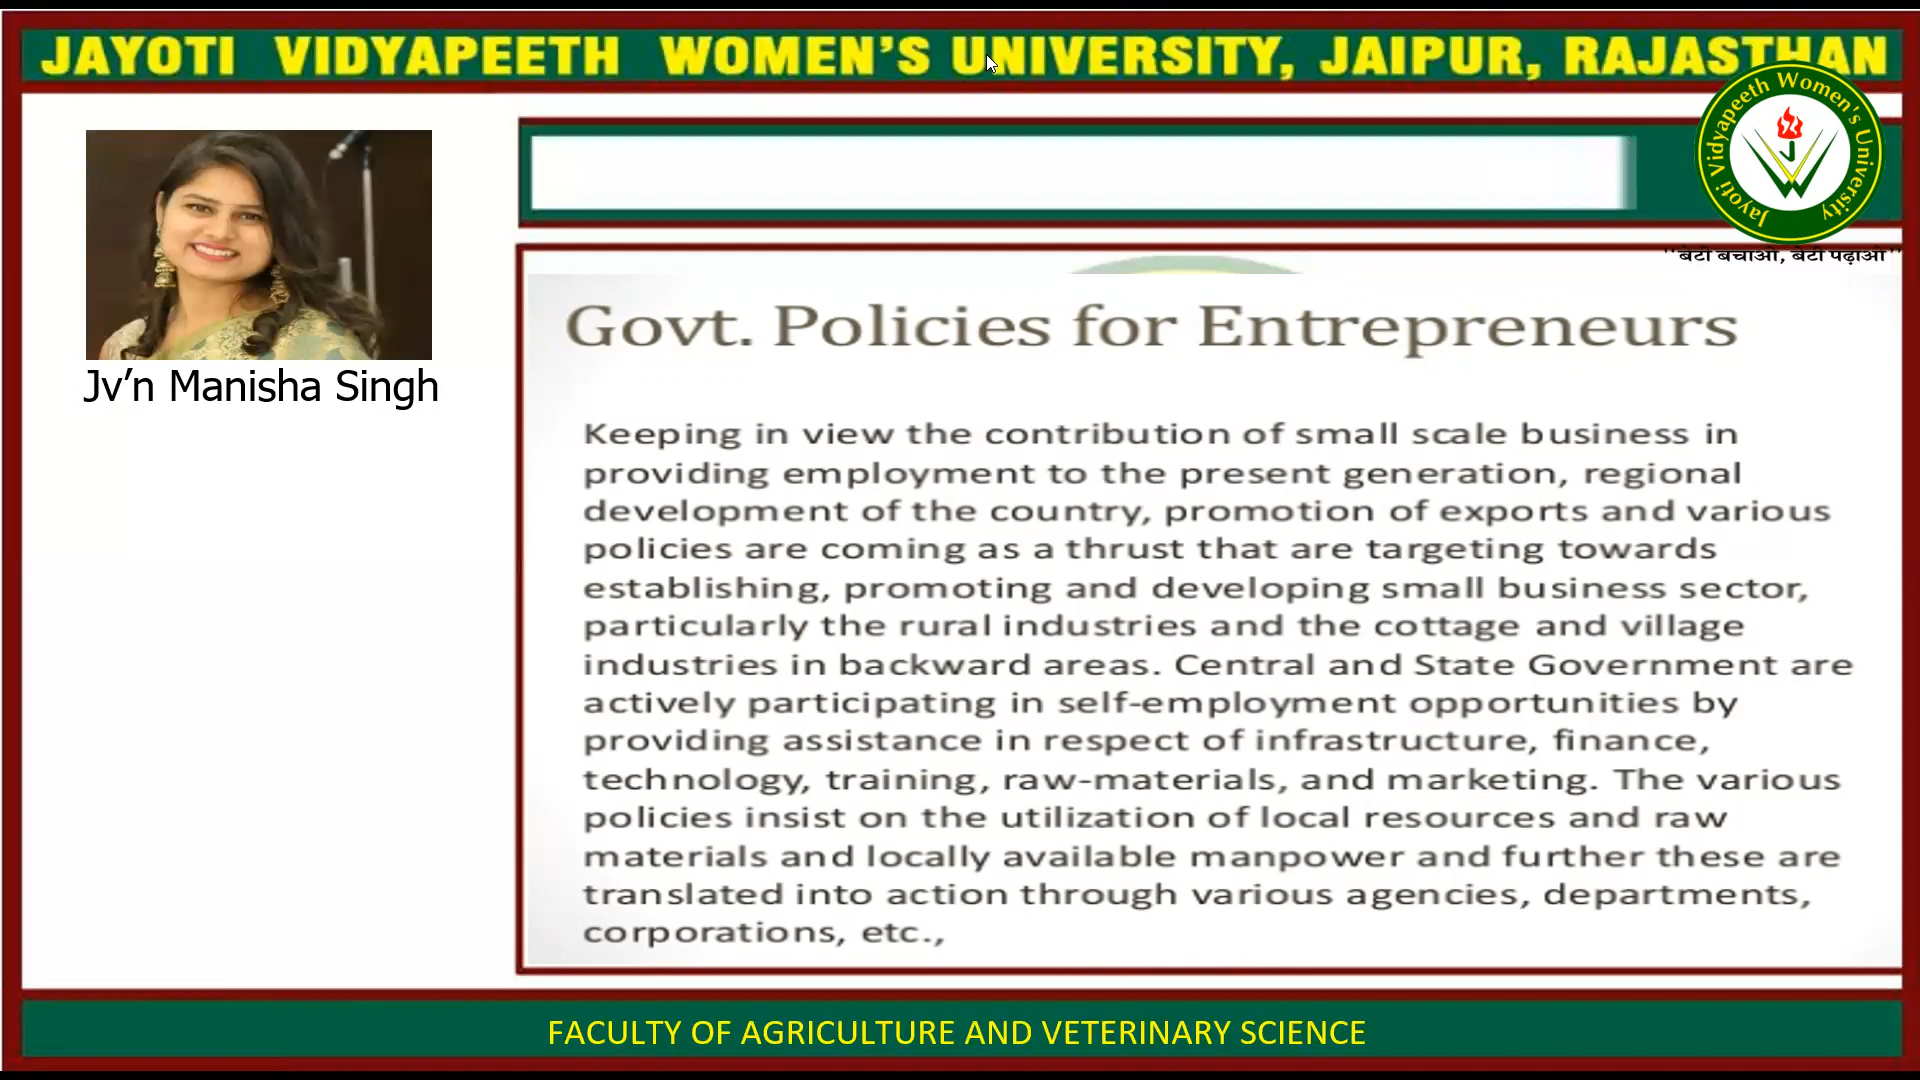 JAYOTI VIDYAPEETH WOMEN'S UNIVERSITY, JAIPUR, RAJASTHAN
Jayoti Vidyapeeth Women's University
"बेटी बचाओ, बेटी पढ़ाओ"
Jv'n Manisha Singh
Govt. Policies for Entrepreneurs
Keeping in view the contribution of small scale business in
providing employment to the present generation, regional
development of the country, promotion of exports and various
policies are coming as a thrust that are targeting towards
establishing, promoting and developing small business sector,
particularly the rural industries and the cottage and village
industries in backward areas. Central and State Government are
actively participating in self-employment opportunities by
providing assistance in respect of infrastructure, finance,
technology, training, raw-materials, and marketing. The various
policies insist on the utilization of local resources and raw
materials and locally available manpower and further these are
translated into action through various agencies, departments,
corporations, etc.,
FACULTY OF AGRICULTURE AND VETERINARY SCIENCE